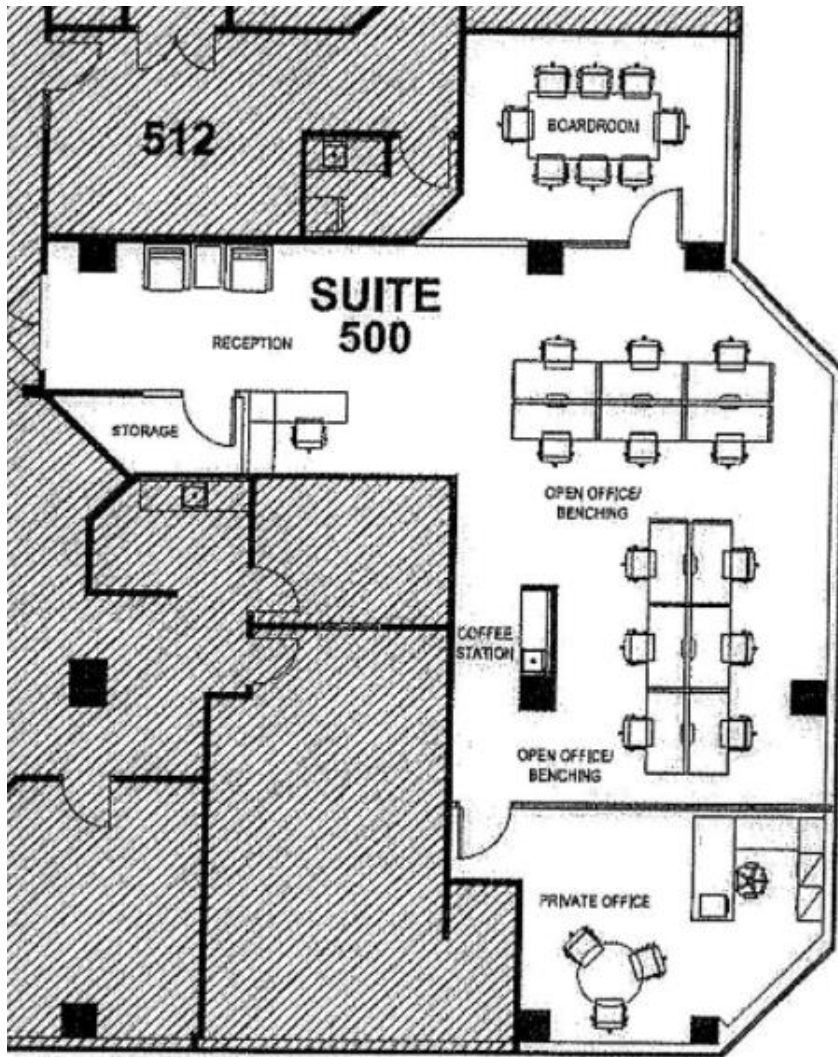 BOARDROOM
512
SUITE
500
RECEPTION
STORAGE
OPEN OFFICE/
BENCHING
COFFEE
STATION
OPEN OFFICE/
BENCHING
PRIVATE OFFICE